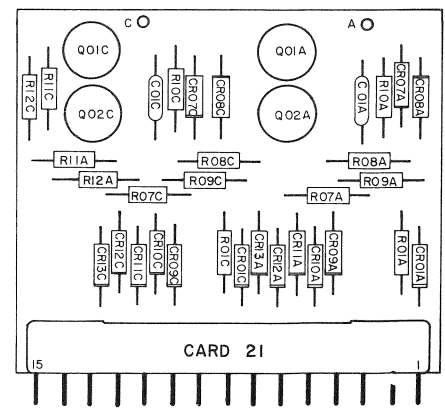 C A
Q01C Q01A
R12C R11C C01C R10C CR07C CR08C C01A R10A CR07A CR08A
Q02C Q02A
R11A R08C R08A
R12A R09C R09A
R07C R07A
CR13C CR12C CR11C CR10C CR09C R01C CR01C CR13A CR12A CR11A CR10A CR09A R01A CR01A
CARD 21
15 1